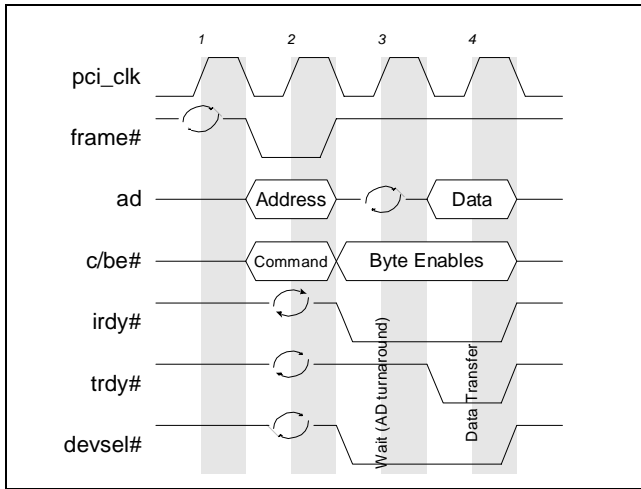 1 2 3 4
pci_clk
frame#
ad Address Data
c/be# Command Byte Enables
irdy#
trdy#
devsel#
Wait (AD turnaround)
Data Transfer